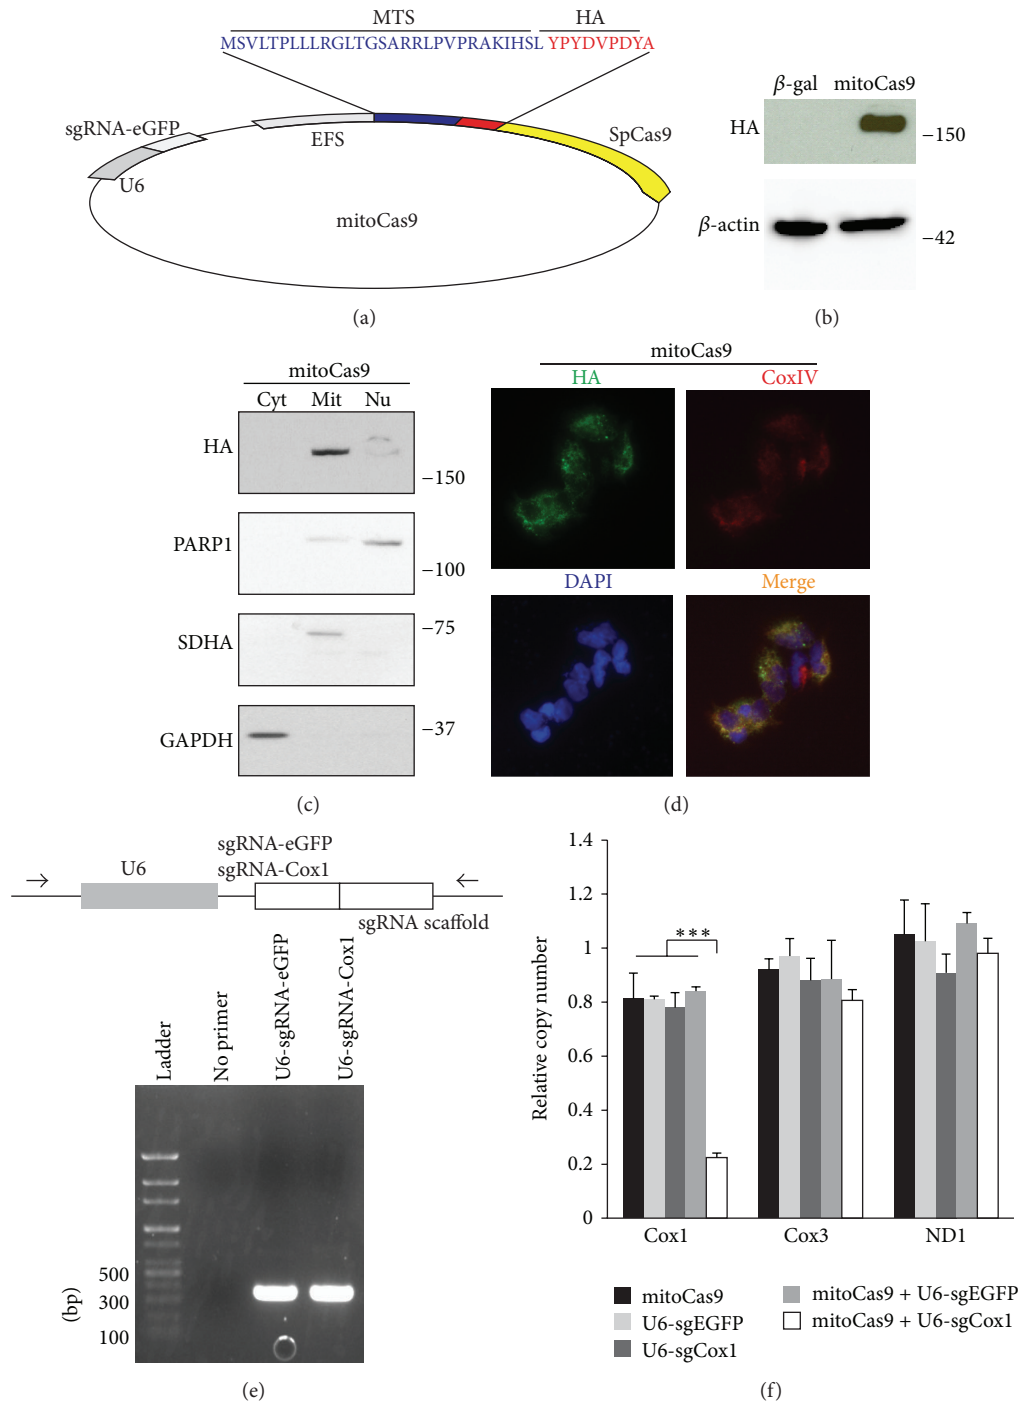 MTS HA
MSVLTPLLLRGLTGSARRLPVPRAKIHSL YPYDVPDYA
sgRNA-eGFP
U6
EFS
SpCas9
mitoCas9
(a)
β-gal mitoCas9
HA
−150
β-actin
−42
(b)
mitoCas9
Cyt Mit Nu
HA
−150
PARP1
−100
SDHA
−75
GAPDH
−37
(c)
mitoCas9
HA CoxIV
DAPI Merge
(d)
U6
sgRNA-eGFP
sgRNA-Cox1
sgRNA scaffold
Ladder
No primer
U6-sgRNA-eGFP
U6-sgRNA-Cox1
(bp)
500
300
100
(e)
Relative copy number
1.4
1.2
1
0.8
0.6
0.4
0.2
0
***
Cox1 Cox3 ND1
mitoCas9
U6-sgEGFP
U6-sgCox1
mitoCas9 + U6-sgEGFP
mitoCas9 + U6-sgCox1
(f)